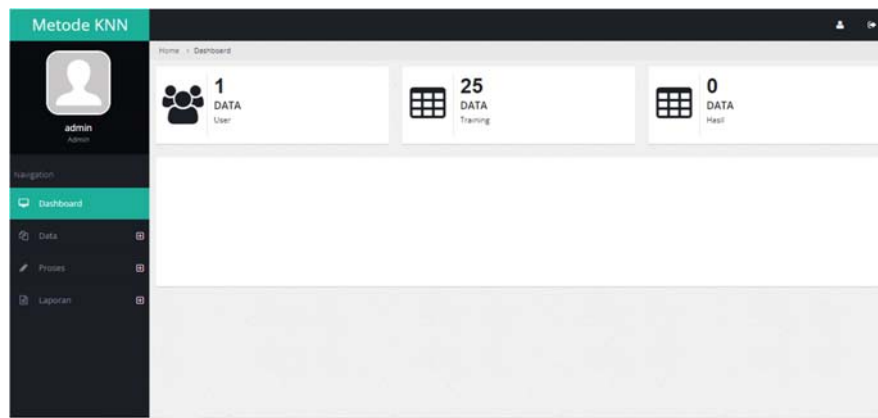 Metode KNN
admin
Admin
Navigation
Dashboard
Data
Proses
Laporan
Home › Dashboard
1
DATA
User
25
DATA
Training
0
DATA
Hasil